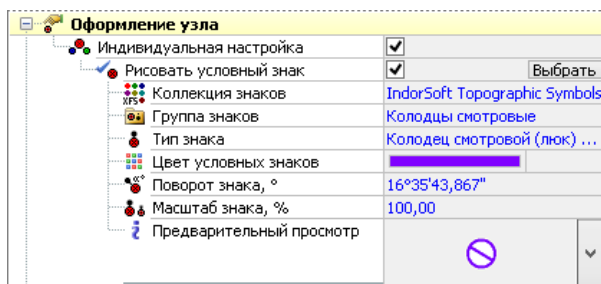 Оформление узла
Индивидуальная настройка
Рисовать условный знак Выбрать
XFS Коллекция знаков IndorSoft Topographic Symbols
Группа знаков Колодцы смотровые
Тип знака Колодец смотровой (люк) ...
Цвет условных знаков
Поворот знака, ° 16°35'43,867"
Масштаб знака, % 100,00
Предварительный просмотр